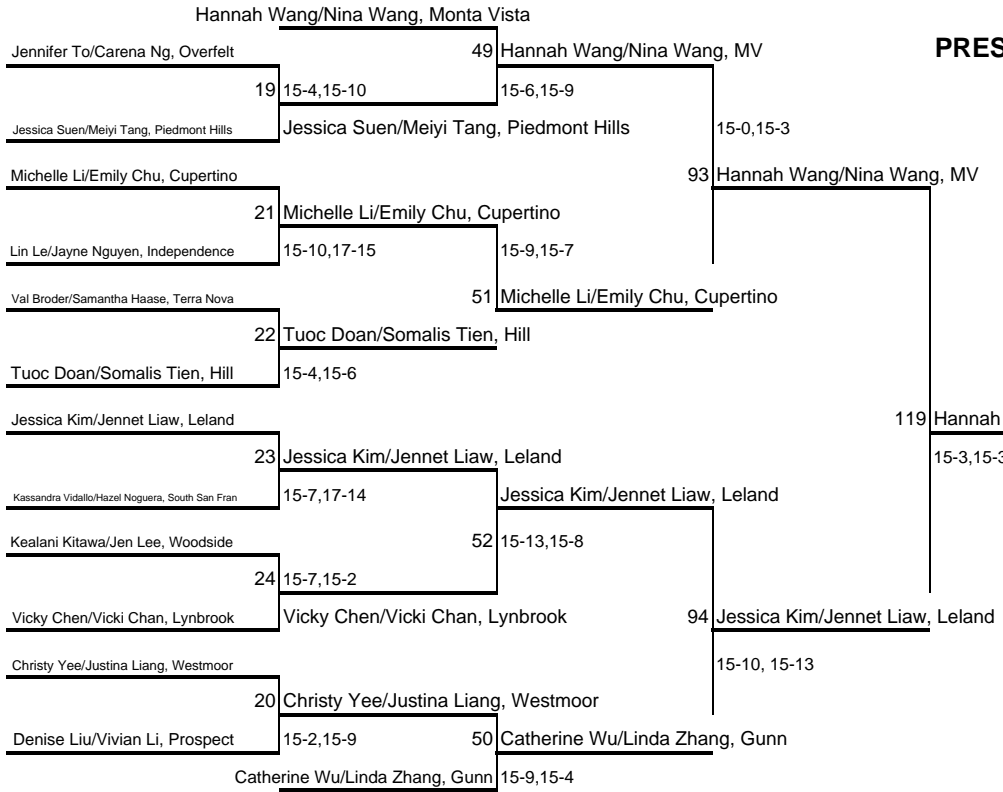 Hannah Wang/Nina Wang, Monta Vista
Jennifer To/Carena Ng, Overfelt
49 Hannah Wang/Nina Wang, MV
PRES
19 15-4,15-10
15-6,15-9
Jessica Suen/Meiyi Tang, Piedmont Hills
Jessica Suen/Meiyi Tang, Piedmont Hills
15-0,15-3
Michelle Li/Emily Chu, Cupertino
93 Hannah Wang/Nina Wang, MV
21 Michelle Li/Emily Chu, Cupertino
Lin Le/Jayne Nguyen, Independence
15-10,17-15
15-9,15-7
Val Broder/Samantha Haase, Terra Nova
51 Michelle Li/Emily Chu, Cupertino
22 Tuoc Doan/Somalis Tien, Hill
Tuoc Doan/Somalis Tien, Hill
15-4,15-6
Jessica Kim/Jennet Liaw, Leland
119 Hannah
23 Jessica Kim/Jennet Liaw, Leland
15-3,15-3
Kassandra Vidallo/Hazel Noguera, South San Fran
15-7,17-14
Jessica Kim/Jennet Liaw, Leland
Kealani Kitawa/Jen Lee, Woodside
52 15-13,15-8
24 15-7,15-2
Vicky Chen/Vicki Chan, Lynbrook
Vicky Chen/Vicki Chan, Lynbrook
94 Jessica Kim/Jennet Liaw, Leland
Christy Yee/Justina Liang, Westmoor
15-10, 15-13
20 Christy Yee/Justina Liang, Westmoor
Denise Liu/Vivian Li, Prospect
15-2,15-9
50 Catherine Wu/Linda Zhang, Gunn
Catherine Wu/Linda Zhang, Gunn
15-9,15-4